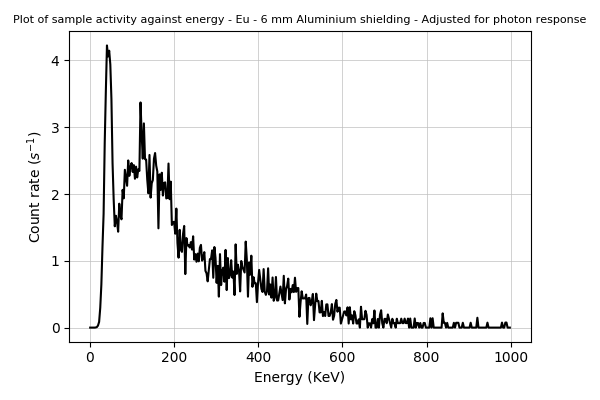 Plot of sample activity against energy - Eu - 6 mm Aluminium shielding - Adjusted for photon response
4
3
2
1
0
Count rate (s⁻¹)
0 200 400 600 800 1000
Energy (KeV)